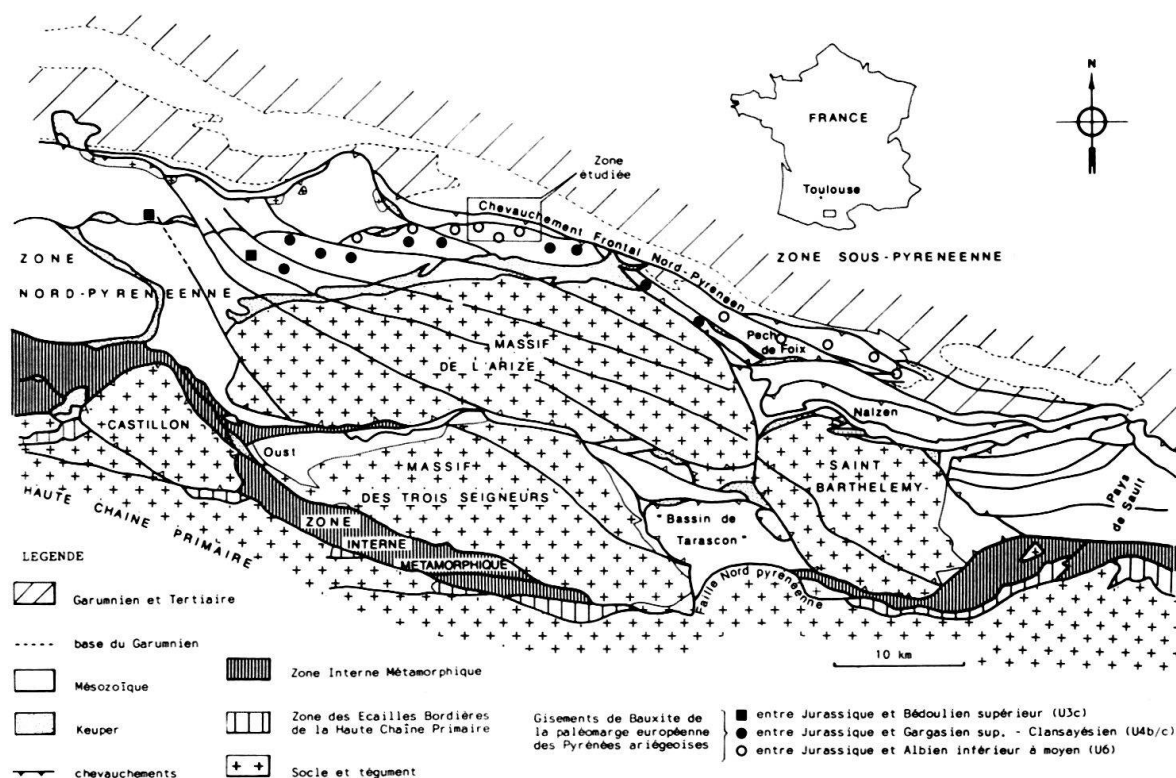 FRANCE
Toulouse
N
Zone
étudiée
Chevauchement Frontal Nord-Pyreneen
ZONE SOUS-PYRENEENNE
ZONE
NORD-PYRENEENNE
MASSIF
DE L'ARIZE
Pech
de Foix
Nalzen
CASTILLON
Oust
MASSIF
DES TROIS SEIGNEURS
SAINT
BARTHELEMY
Pays
de Sault
Bassin de
Tarascon
HAUTE CHAÎNE PRIMAIRE
ZONE
INTERNE
METAMORPHIQUE
Faille Nord pyrénéenne
10 km
LEGENDE
Garumnien et Tertiaire
base du Garumnien
Mésozoïque
Keuper
chevauchements
Zone Interne Métamorphique
Zone des Ecailles Bordières
de la Haute Chaîne Primaire
Socle et tégument
Gisements de Bauxite de
la paléomarge européenne
des Pyrénées ariégeoises
entre Jurassique et Bédoulien supérieur (U3c)
entre Jurassique et Gargasien sup. - Clansayésien (U4b/c)
entre Jurassique et Albien inférieur à moyen (U6)